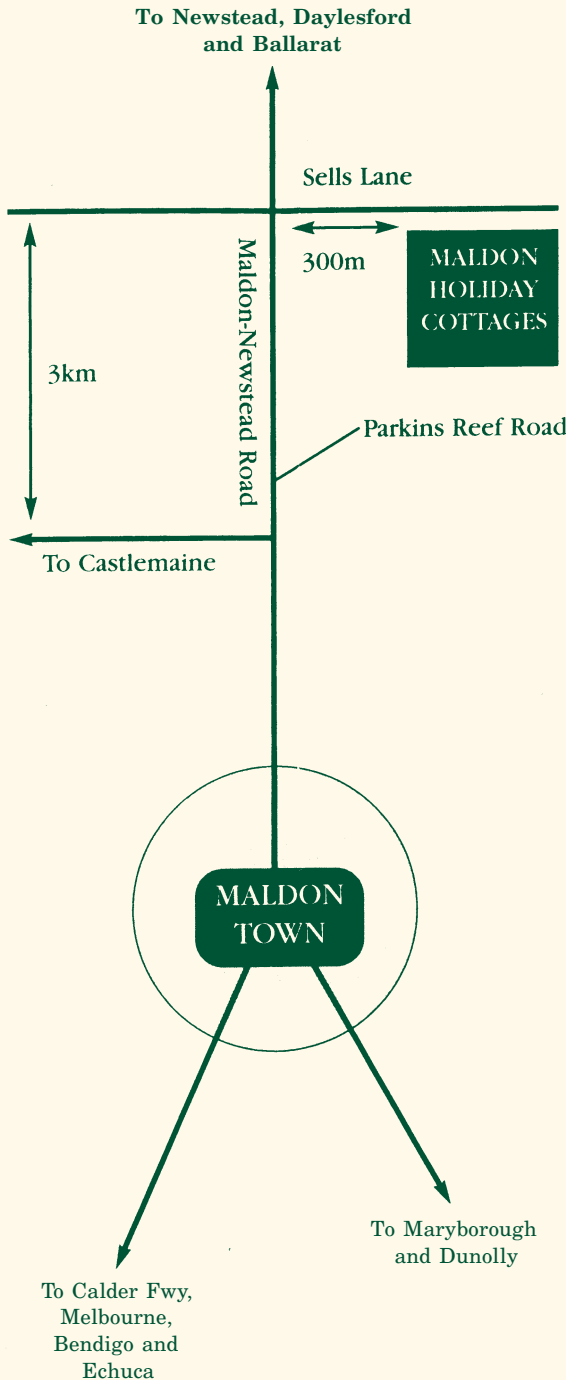 To Newstead, Daylesford
and Ballarat
Sells Lane
300m
MALDON
HOLIDAY
COTTAGES
Maldon-Newstead Road
3km
Parkins Reef Road
To Castlemaine
MALDON
TOWN
To Maryborough
and Dunolly
To Calder Fwy,
Melbourne,
Bendigo and
Echuca